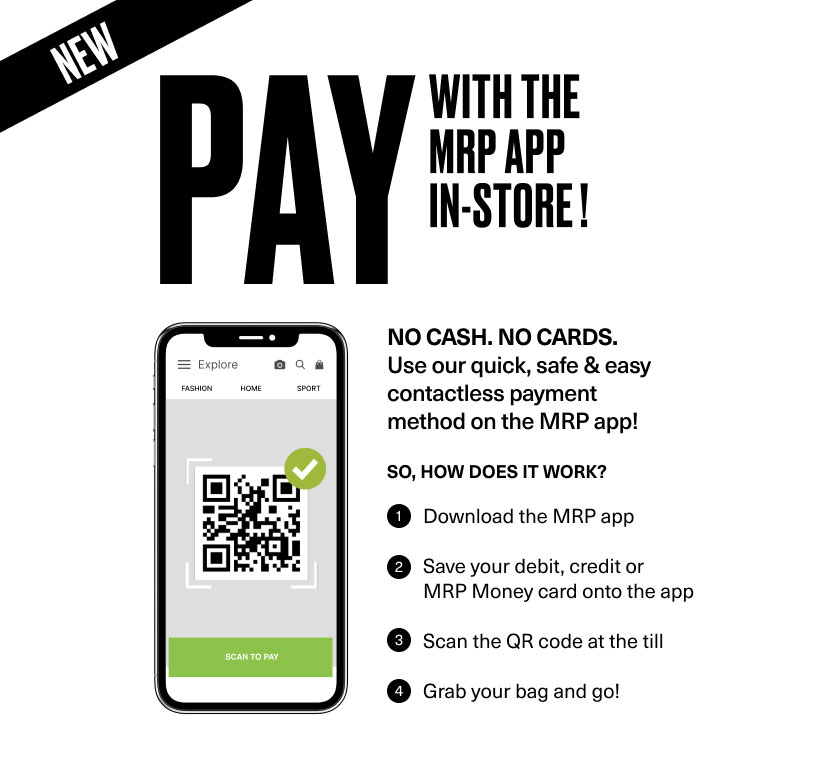 NEW
PAY
WITH THE
MRP APP
IN-STORE!
Explore
FASHION HOME SPORT
SCAN TO PAY
NO CASH. NO CARDS.
Use our quick, safe & easy
contactless payment
method on the MRP app!
SO, HOW DOES IT WORK?
1 Download the MRP app
2 Save your debit, credit or
MRP Money card onto the app
3 Scan the QR code at the till
4 Grab your bag and go!